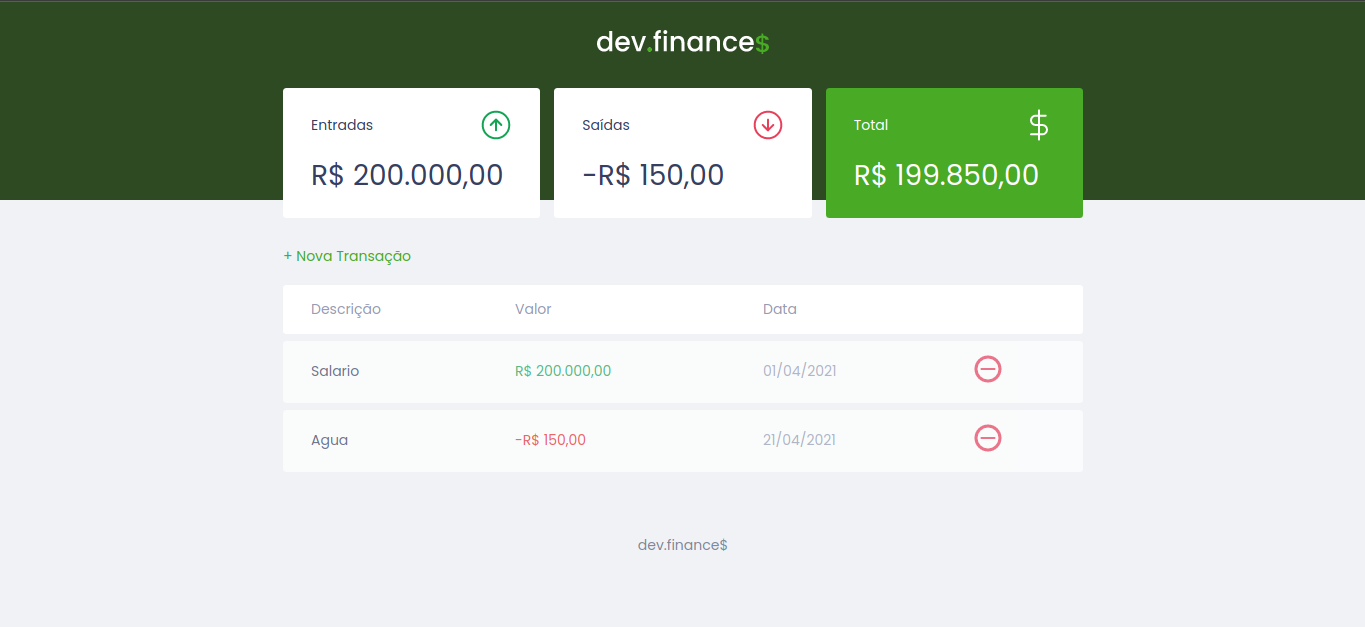 dev.finance$
Entradas
R$ 200.000,00
Saídas
-R$ 150,00
Total
$
R$ 199.850,00
+ Nova Transação
Descrição Valor Data
Salario R$ 200.000,00 01/04/2021
Agua -R$ 150,00 21/04/2021
dev.finance$